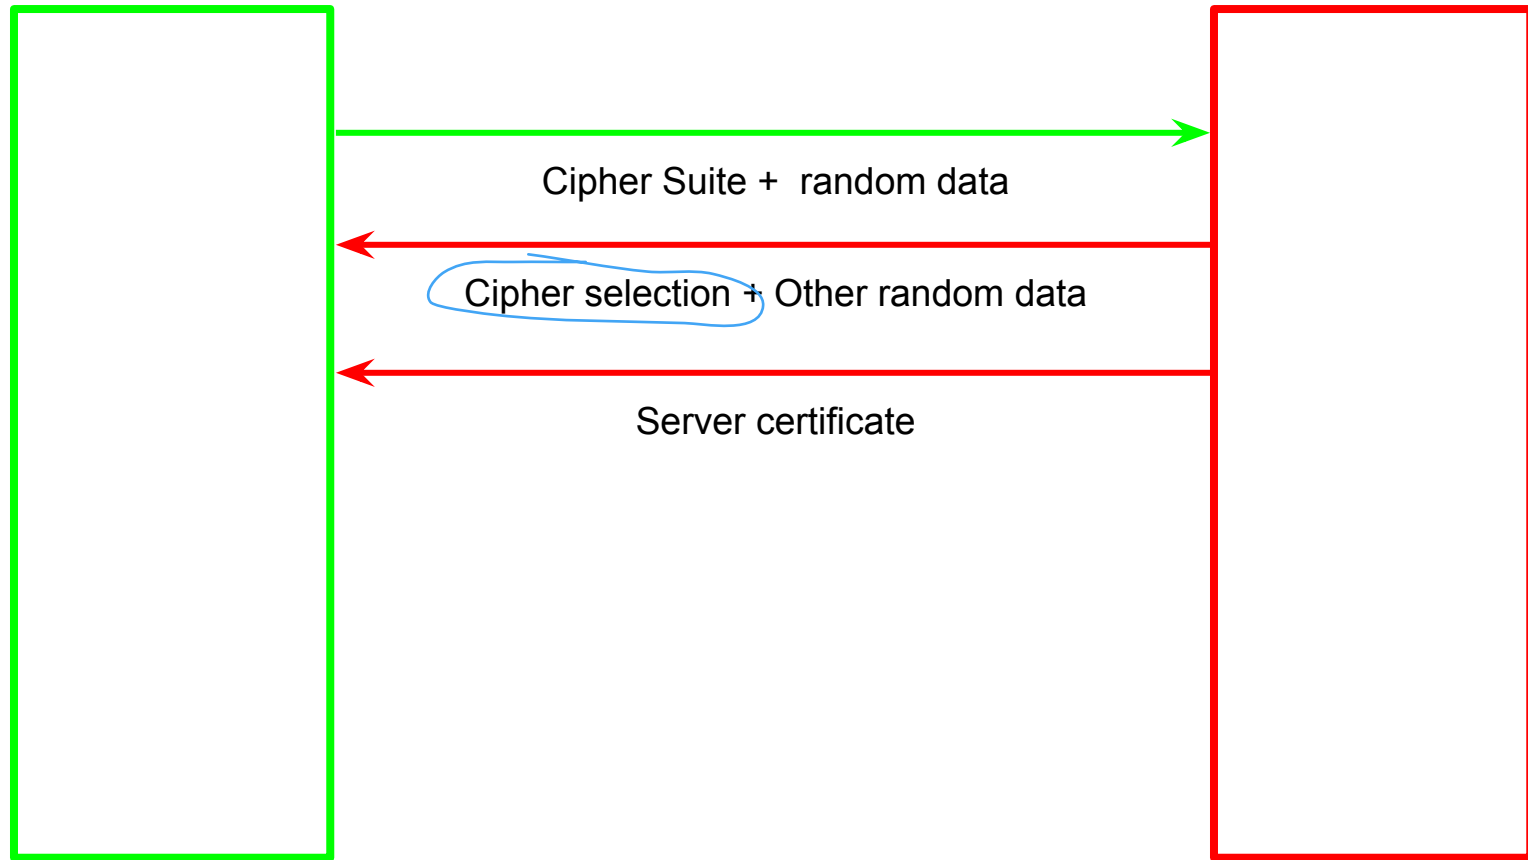 Cipher Suite +  random data
Cipher selection + Other random data
Server certificate